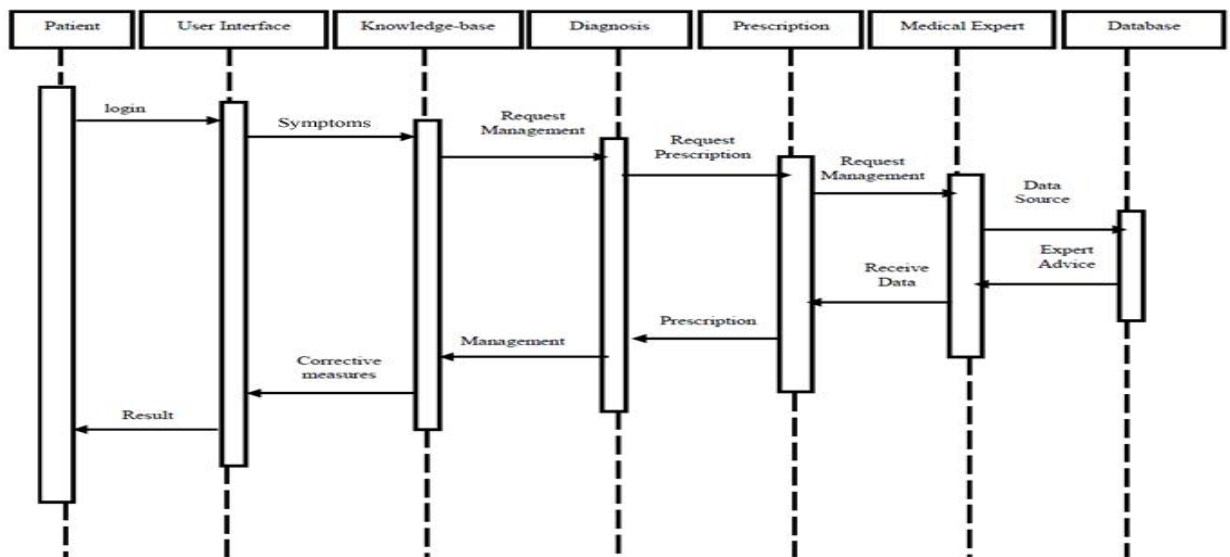 Patient
User Interface
Knowledge-base
Diagnosis
Prescription
Medical Expert
Database
login
Symptoms
Request
Management
Request
Prescription
Request
Management
Data
Source
Expert
Advice
Receive
Data
Prescription
Management
Corrective
measures
Result